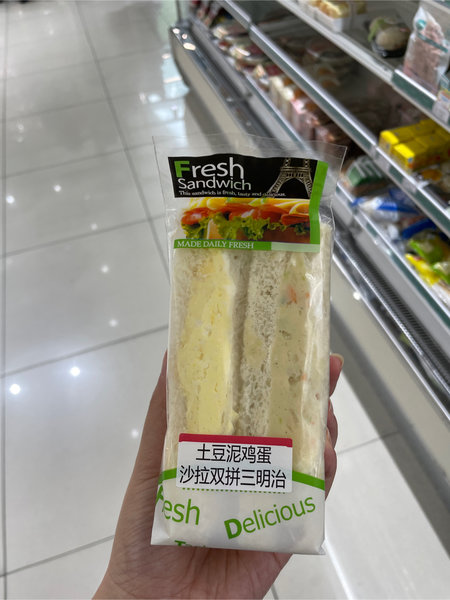 Fresh
Sandwich
This sandwich is fresh, tasty and delicious.
MADE DAILY FRESH
土豆泥鸡蛋
沙拉双拼三明治
esh
Delicious